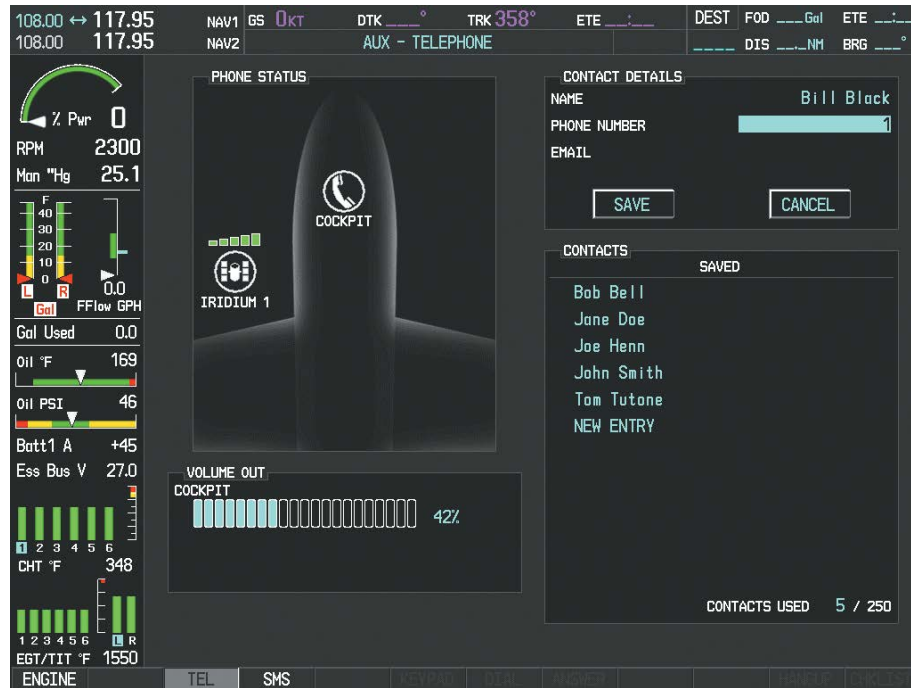 108.00 ↔ 117.95 NAV1 GS 0KT DTK ___° TRK 358° ETE __:__ DEST FOD ___Gal ETE __:__
108.00 117.95 NAV2 AUX - TELEPHONE ____ DIS __._NM BRG ___°
% Pwr 0
RPM 2300
Man "Hg 25.1
F
40
30
20
10
0
L R 0.0
Gal FFlow GPH
Gal Used 0.0
Oil °F 169
Oil PSI 46
Batt1 A +45
Ess Bus V 27.0
1 2 3 4 5 6
CHT °F 348
1 2 3 4 5 6 L R
EGT/TIT °F 1550
PHONE STATUS
COCKPIT
IRIDIUM 1
VOLUME OUT
COCKPIT
42%
CONTACT DETAILS
NAME Bill Black
PHONE NUMBER 1
EMAIL
SAVE CANCEL
CONTACTS
SAVED
Bob Bell
Jane Doe
Joe Henn
John Smith
Tom Tutone
NEW ENTRY
CONTACTS USED 5 / 250
ENGINE TEL SMS KEYPAD DIAL ANSWER HANGUP CHKLIST